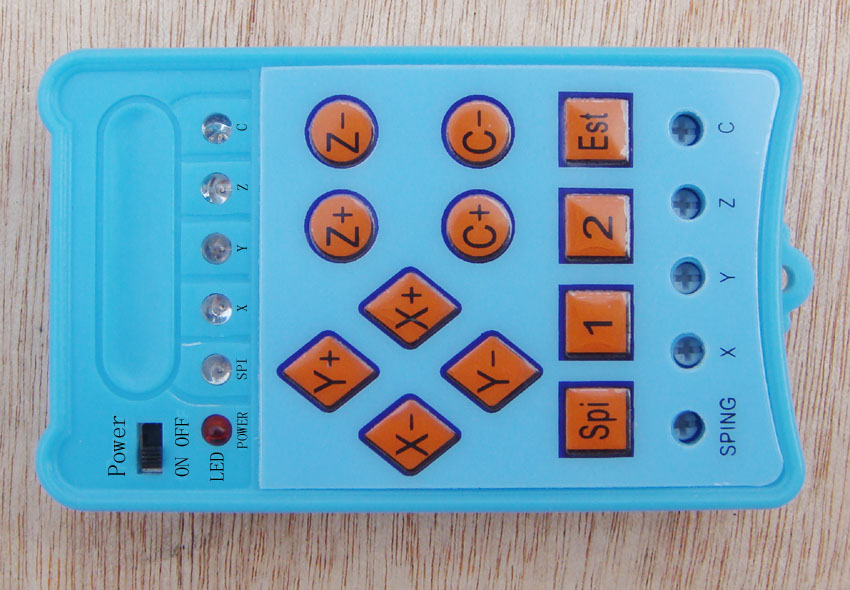 Power
ON OFF
LED
POWER SPI X Y Z C
Y+ X+ Z+ Z-
X- Y- C+ C-
Spi 1 2 Est
SPING X Y Z C